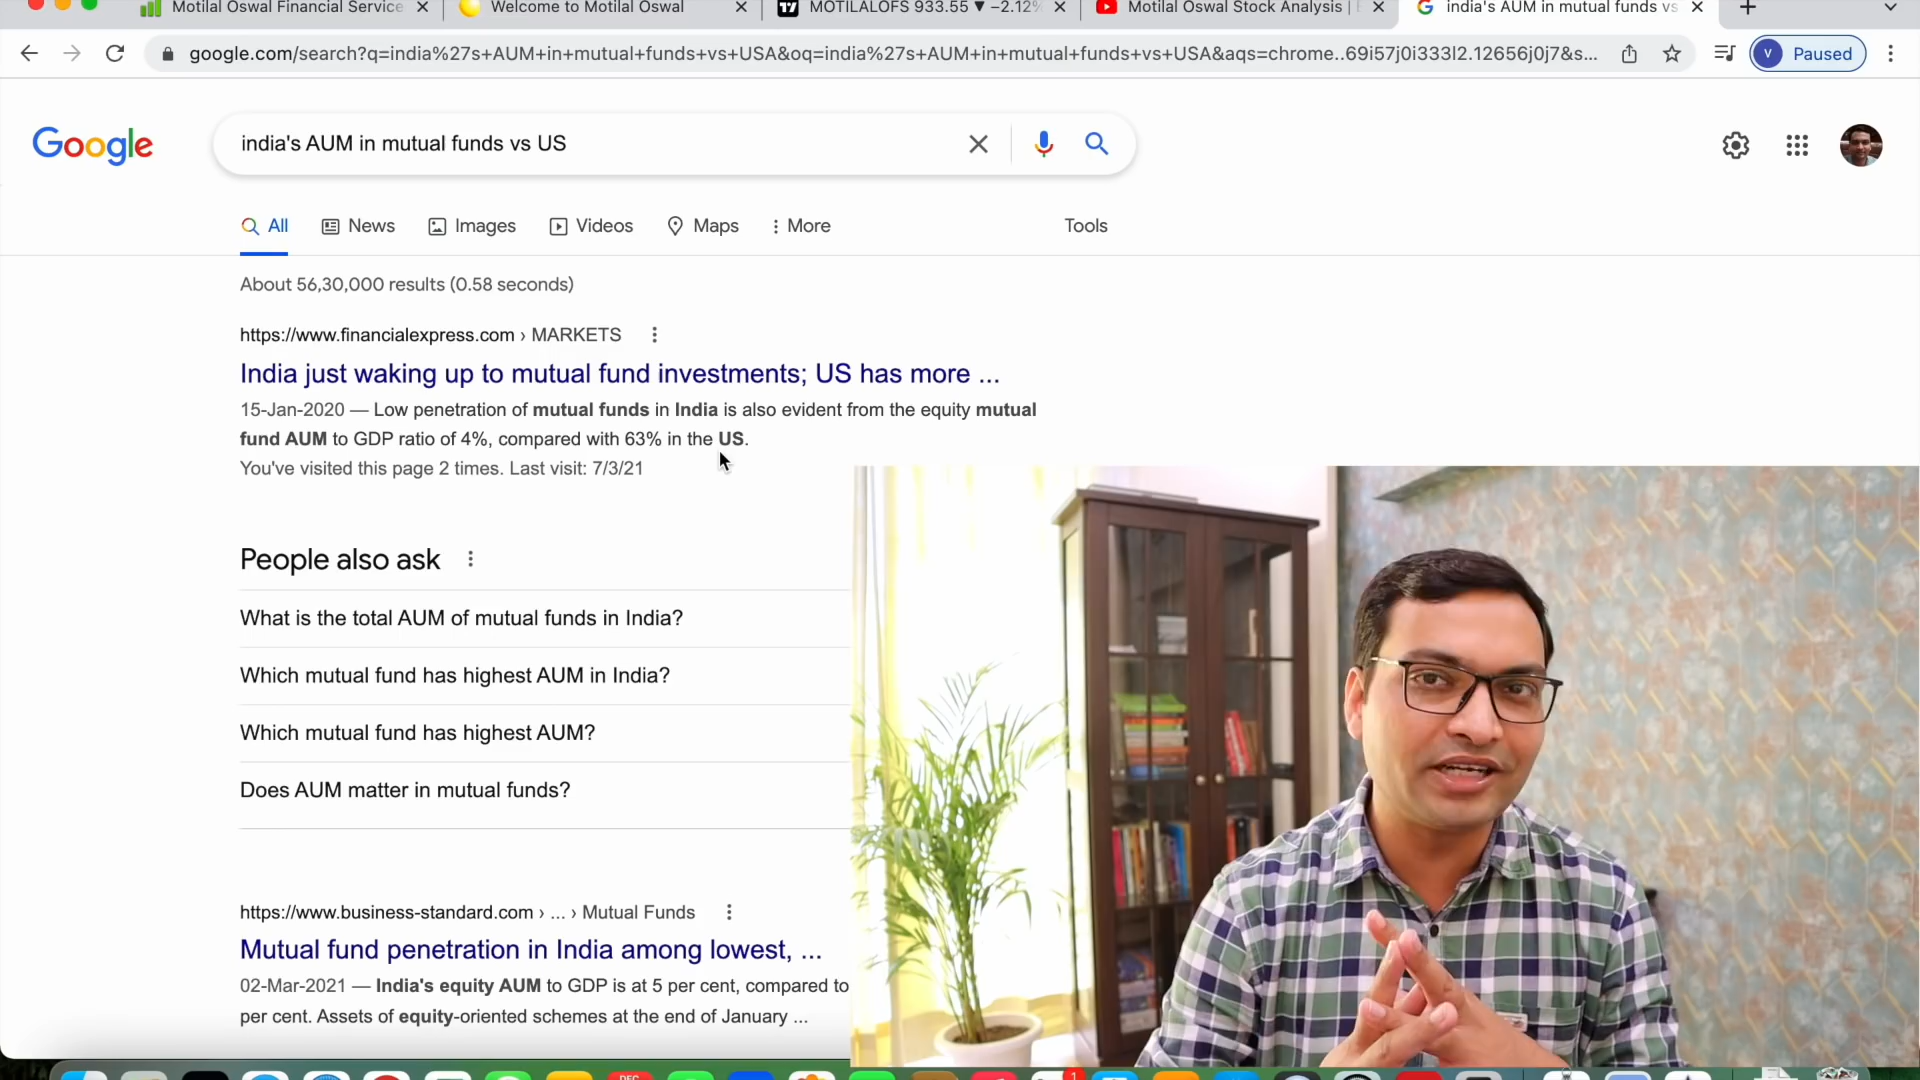 Motilal Oswal Financial Service
Welcome to Motilal Oswal
MOTILALOFS 933.55 ▼ −2.12%
Motilal Oswal Stock Analysis |
india's AUM in mutual funds vs
google.com/search?q=india%27s+AUM+in+mutual+funds+vs+USA&oq=india%27s+AUM+in+mutual+funds+vs+USA&aqs=chrome..69i57j0i333l2.12656j0j7&s...
V
Paused
Google
india's AUM in mutual funds vs US
All
News
Images
Videos
Maps
More
Tools
About 56,30,000 results (0.58 seconds)
https://www.financialexpress.com › MARKETS
India just waking up to mutual fund investments; US has more ...
15-Jan-2020 — Low penetration of mutual funds in India is also evident from the equity mutual
fund AUM to GDP ratio of 4%, compared with 63% in the US.
You've visited this page 2 times. Last visit: 7/3/21
People also ask
What is the total AUM of mutual funds in India?
Which mutual fund has highest AUM in India?
Which mutual fund has highest AUM?
Does AUM matter in mutual funds?
https://www.business-standard.com › ... › Mutual Funds
Mutual fund penetration in India among lowest, ...
02-Mar-2021 — India's equity AUM to GDP is at 5 per cent, compared to
per cent. Assets of equity-oriented schemes at the end of January ...
DEC
1